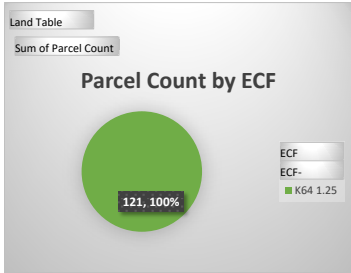 Land Table
Sum of Parcel Count
Parcel Count by ECF
121, 100%
ECF
ECF-
K64 1.25